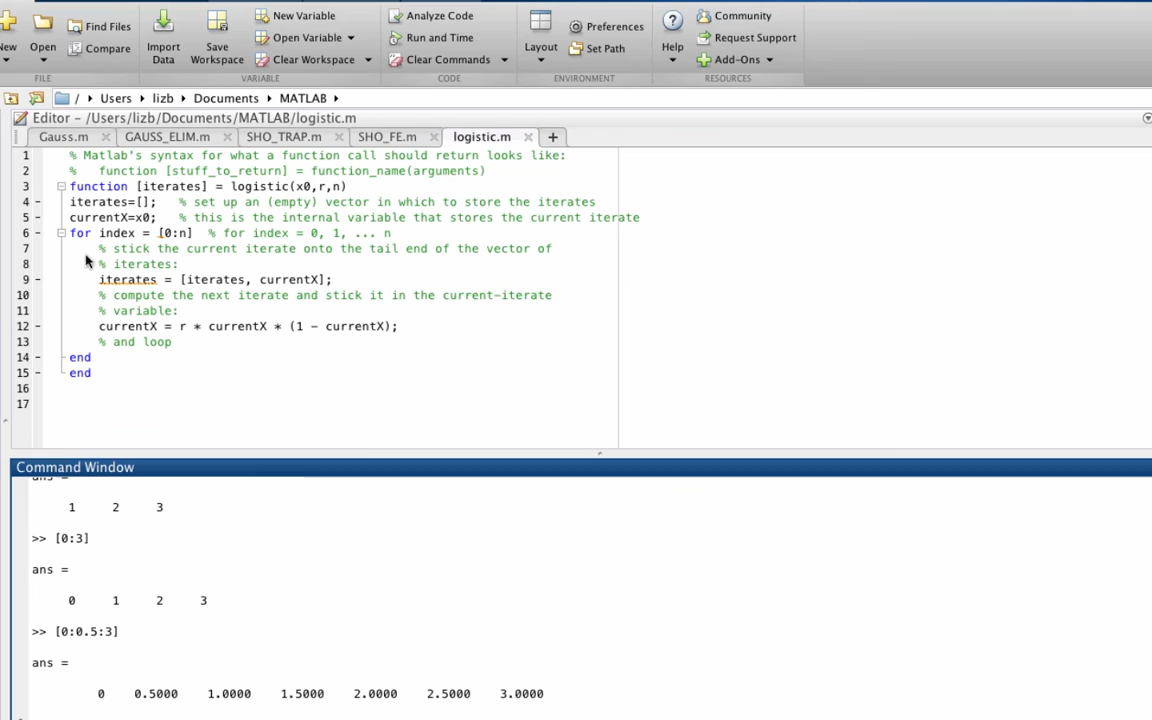 New Variable Analyze Code Community
Find Files Preferences
Open Variable Run and Time Request Support
New Open Compare Import Data Save Workspace Layout Set Path Help
Clear Workspace Clear Commands Add-Ons
FILE VARIABLE CODE ENVIRONMENT RESOURCES
/ Users lizb Documents MATLAB
Editor - /Users/lizb/Documents/MATLAB/logistic.m
Gauss.m GAUSS_ELIM.m SHO_TRAP.m SHO_FE.m logistic.m
1 % Matlab's syntax for what a function call should return looks like:
2 % function [stuff_to_return] = function_name(arguments)
3 function [iterates] = logistic(x0,r,n)
4 - iterates=[]; % set up an (empty) vector in which to store the iterates
5 - currentX=x0; % this is the internal variable that stores the current iterate
6 - for index = [0:n] % for index = 0, 1, ... n
7 % stick the current iterate onto the tail end of the vector of
8 % iterates:
9 - iterates = [iterates, currentX];
10 % compute the next iterate and stick it in the current-iterate
11 % variable:
12 - currentX = r * currentX * (1 - currentX);
13 % and loop
14 - end
15 - end
16
17
Command Window
ans =
1 2 3
>> [0:3]
ans =
0 1 2 3
>> [0:0.5:3]
ans =
0 0.5000 1.0000 1.5000 2.0000 2.5000 3.0000